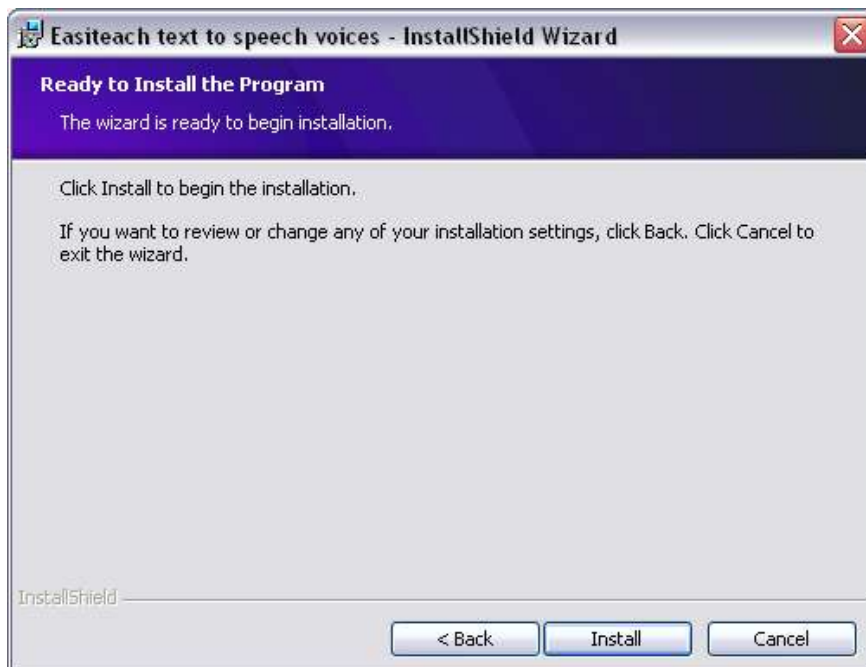 Easiteach text to speech voices - InstallShield Wizard
Ready to Install the Program
The wizard is ready to begin installation.
Click Install to begin the installation.
If you want to review or change any of your installation settings, click Back. Click Cancel to
exit the wizard.
InstallShield
< Back
Install
Cancel